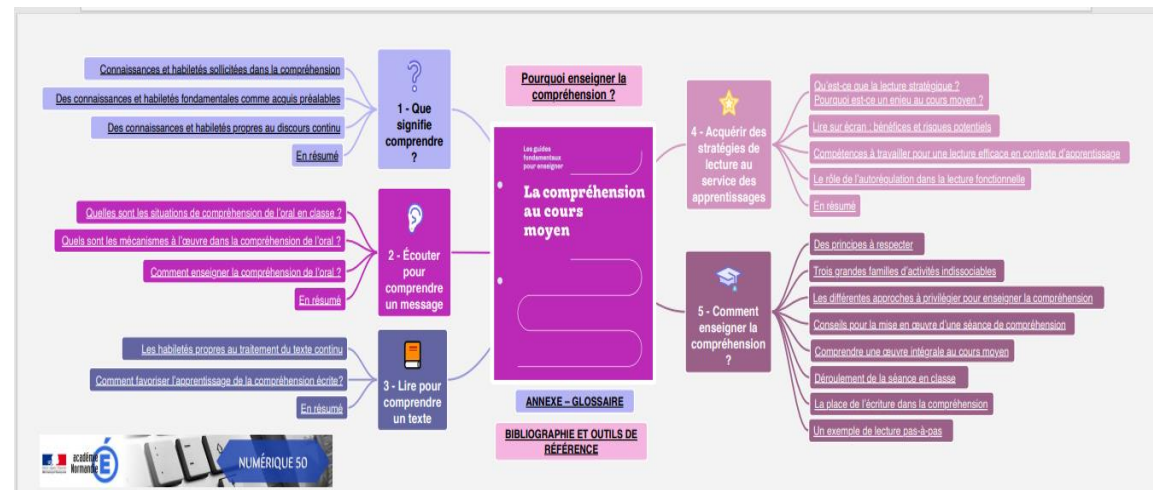 Connaissances et habiletés sollicitées dans la compréhension
Des connaissances et habiletés fondamentales comme acquis préalables
Des connaissances et habiletés propres au discours continu
En résumé
1 - Que
signifie
comprendre
?
Quelles sont les situations de compréhension de l'oral en classe ?
Quels sont les mécanismes à l'œuvre dans la compréhension de l'oral ?
Comment enseigner la compréhension de l'oral ?
En résumé
2 - Écouter
pour
comprendre
un message
Les habiletés propres au traitement du texte continu
Comment favoriser l'apprentissage de la compréhension écrite?
En résumé
3 - Lire pour
comprendre
un texte
Pourquoi enseigner la
compréhension ?
Les guides
fondamentaux
pour enseigner
La compréhension
au cours
moyen
ANNEXE – GLOSSAIRE
BIBLIOGRAPHIE ET OUTILS DE
RÉFÉRENCE
4 - Acquérir des
stratégies de
lecture au
service des
apprentissages
Qu'est-ce que la lecture stratégique ?
Pourquoi est-ce un enjeu au cours moyen ?
Lire sur écran : bénéfices et risques potentiels
Compétences à travailler pour une lecture efficace en contexte d'apprentissage
Le rôle de l'autorégulation dans la lecture fonctionnelle
En résumé
5 - Comment
enseigner la
compréhension
?
Des principes à respecter
Trois grandes familles d'activités indissociables
Les différentes approches à privilégier pour enseigner la compréhension
Conseils pour la mise en œuvre d'une séance de compréhension
Comprendre une œuvre intégrale au cours moyen
Déroulement de la séance en classe
La place de l'écriture dans la compréhension
Un exemple de lecture pas-à-pas
académie
Normandie
NUMÉRIQUE 50